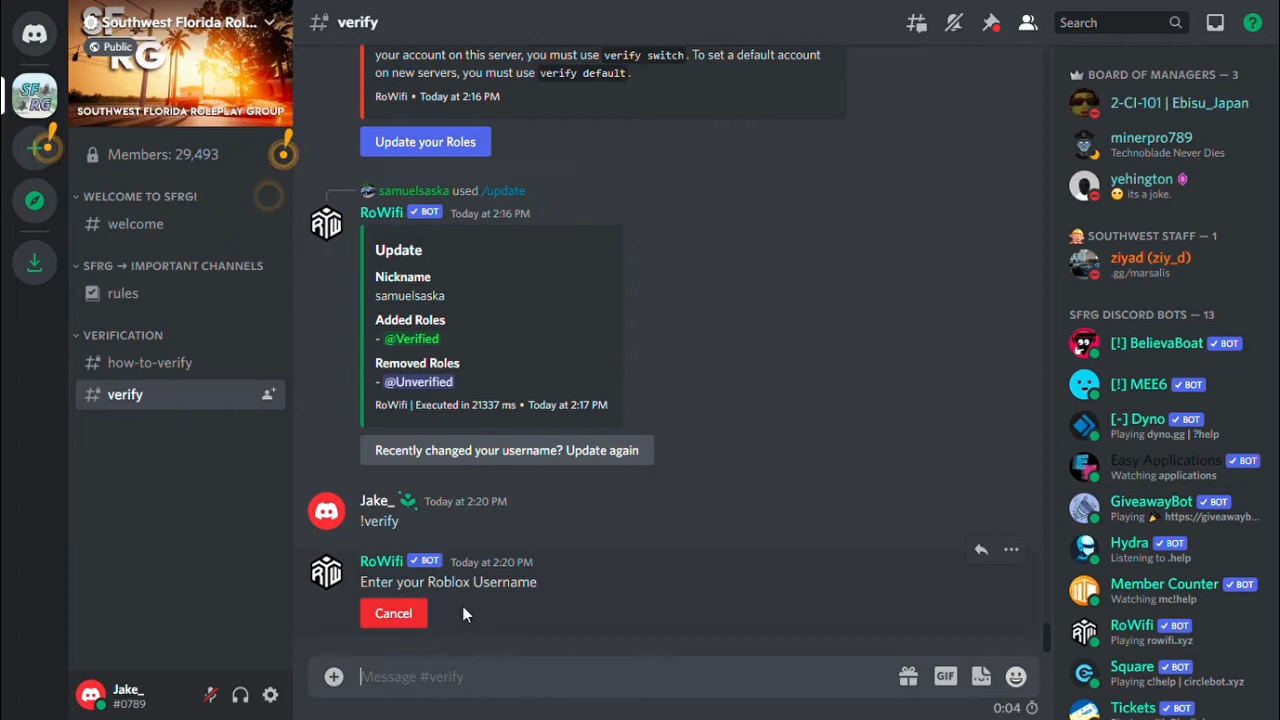 SF
RG
Southwest Florida Rol...
Public
RG
SOUTHWEST FLORIDA ROLEPLAY GROUP
Members: 29,493
WELCOME TO SFRG!
welcome
SFRG → IMPORTANT CHANNELS
rules
VERIFICATION
how-to-verify
verify
Jake_
#0789
verify
Search
your account on this server, you must use verify switch. To set a default account
on new servers, you must use verify default.
RoWifi • Today at 2:16 PM
Update your Roles
samuelsaska used /update
RoWifi ✓ BOT Today at 2:16 PM
Update
Nickname
samuelsaska
Added Roles
- @Verified
Removed Roles
- @Unverified
RoWifi | Executed in 21337 ms • Today at 2:17 PM
Recently changed your username? Update again
Jake_ Today at 2:20 PM
!verify
RoWifi ✓ BOT Today at 2:20 PM
Enter your Roblox Username
Cancel
Message #verify
GIF
0:04
BOARD OF MANAGERS — 3
2-CI-101 | Ebisu_Japan
minerpro789
Technoblade Never Dies
yehington
its a joke.
SOUTHWEST STAFF — 1
ziyad (ziy_d)
.gg/marsalis
SFRG DISCORD BOTS — 13
[!] BelievaBoat ✓ BOT
[!] MEE6 ✓ BOT
[-] Dyno ✓ BOT
Playing dyno.gg | ?help
Easy Applications ✓ BOT
Watching applications
GiveawayBot ✓ BOT
Playing 🎉 https://giveawayb...
Hydra ✓ BOT
Listening to .help
Member Counter ✓ BOT
Watching mc!help
RoWifi ✓ BOT
Playing rowifi.xyz
Square ✓ BOT
Playing c!help | circlebot.xyz
Tickets ✓ BOT